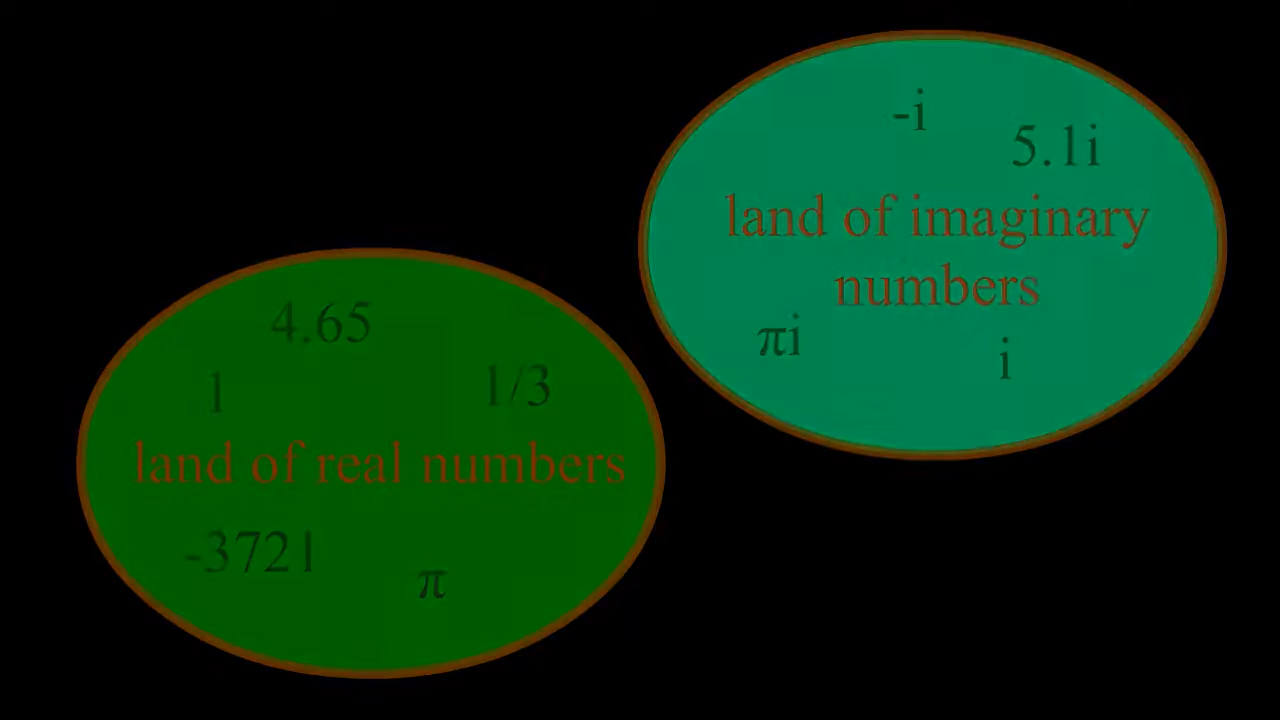 -i
5.1i
land of imaginary
numbers
πi
i
4.65
1
1/3
land of real numbers
-3721
π